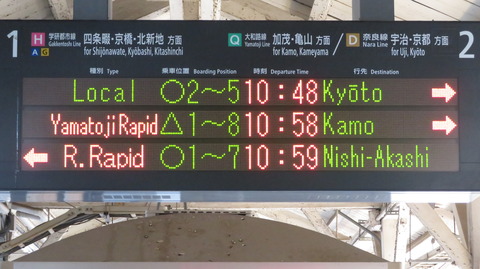 1 H 学研都市線 四条畷・京橋・北新地 方面 Q 大和路線 加茂・亀山 方面 / D 奈良線 宇治・京都 方面 2
Gakkentoshi Line for Shijōnawate, Kyōbashi, Kitashinchi Yamatoji Line for Kamo, Kameyama Nara Line for Uji, Kyōto
A G
種別 Type 乗車位置 Boarding Position 時刻 Departure Time 行先 Destination
Local ○2〜5 10:48 Kyōto →
Yamatoji Rapid △1〜8 10:58 Kamo →
← R.Rapid ○1〜7 10:59 Nishi-Akashi